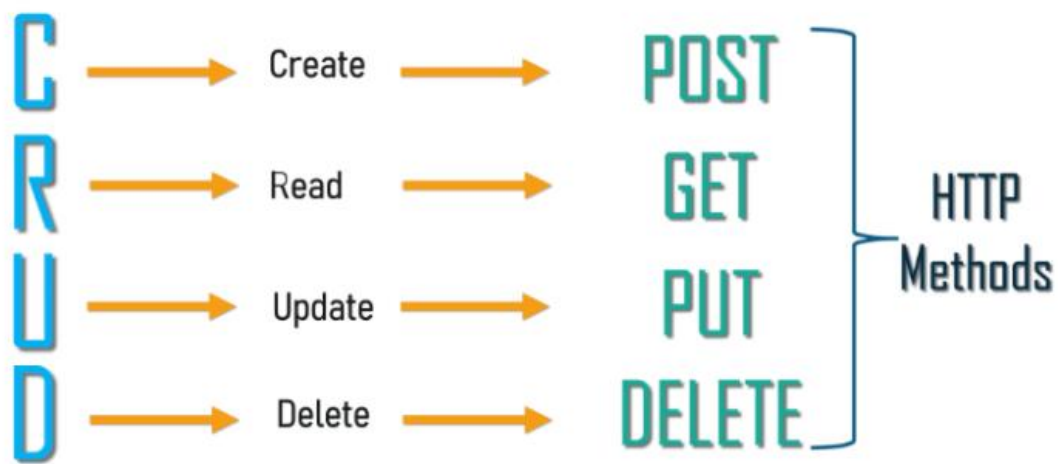 C Create POST
R Read GET
U Update PUT
D Delete DELETE
HTTP
Methods